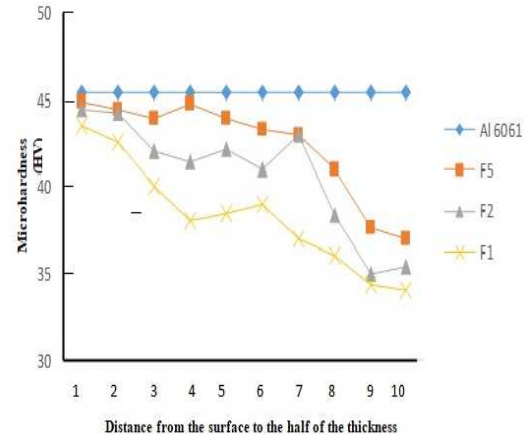 50
45
40
35
30
Microhardness
(HV)
1 2 3 4 5 6 7 8 9 10
Distance from the surface to the half of the thickness
Al 6061
F5
F2
F1